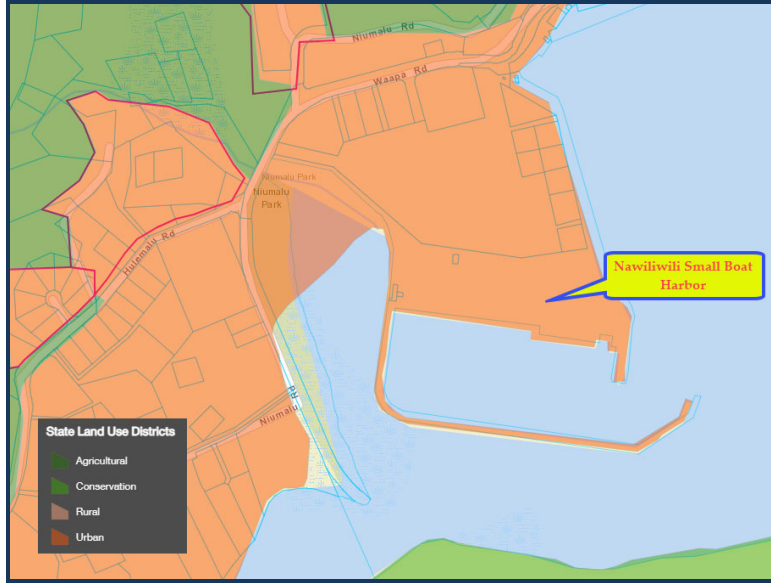 Niumalu Rd
Waapa Rd
Niumalu Park
Niumalu
Park
Hulemalu Rd
Nawiliwili Small Boat
Harbor
Niumalu
Rd
State Land Use Districts
Agricultural
Conservation
Rural
Urban